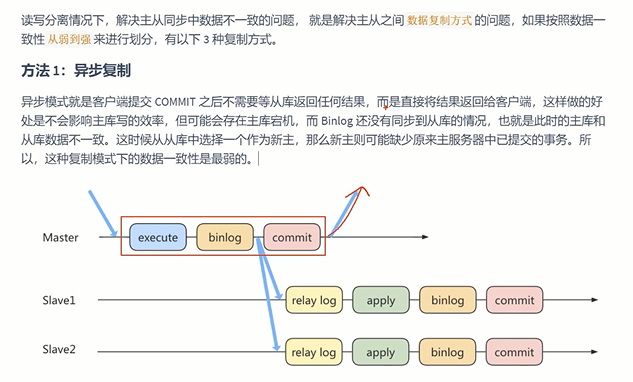 读写分离情况下，解决主从同步中数据不一致的问题， 就是解决主从之间 数据复制方式 的问题，如果按照数据一
致性 从弱到强 来进行划分，有以下 3 种复制方式。
方法 1：异步复制
异步模式就是客户端提交 COMMIT 之后不需要等从库返回任何结果，而是直接将结果返回给客户端，这样做的好
处是不会影响主库写的效率，但可能会存在主库宕机，而 Binlog 还没有同步到从库的情况，也就是此时的主库和
从库数据不一致。这时候从从库中选择一个作为新主，那么新主则可能缺少原来主服务器中已提交的事务。所
以，这种复制模式下的数据一致性是最弱的。
Master execute binlog commit
Slave1 relay log apply binlog commit
Slave2 relay log apply binlog commit